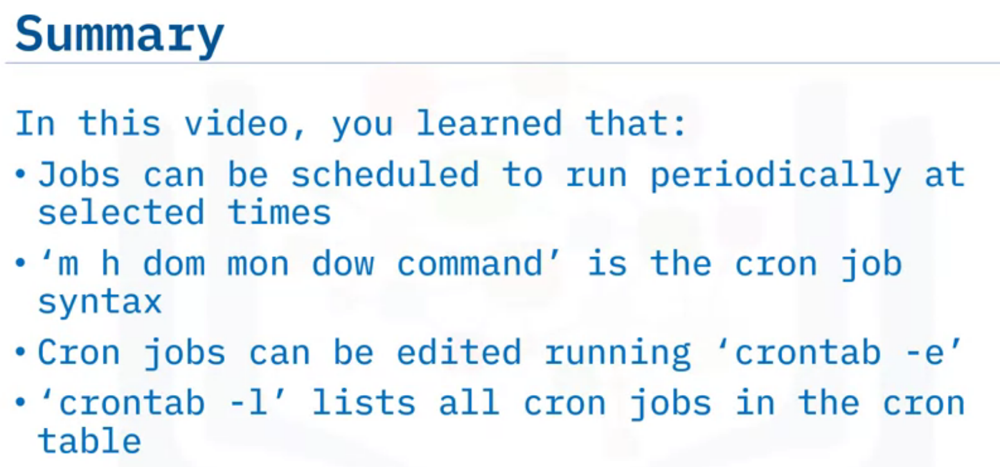 Summary
In this video, you learned that:
• Jobs can be scheduled to run periodically at
selected times
• ‘m h dom mon dow command’ is the cron job
syntax
• Cron jobs can be edited running ‘crontab -e’
• ‘crontab -l’ lists all cron jobs in the cron
table